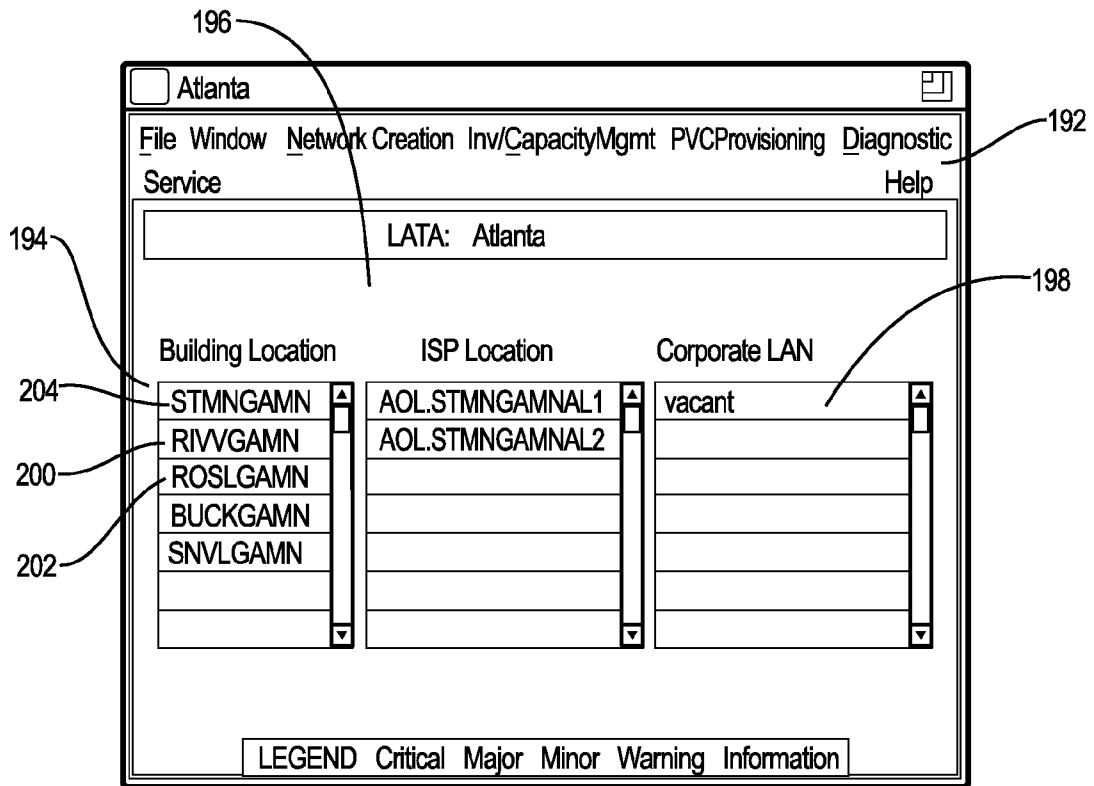 196
Atlanta
File Window Network Creation Inv/CapacityMgmt PVCProvisioning Diagnostic
192
Service Help
194
LATA: Atlanta
198
Building Location ISP Location Corporate LAN
204
STMNGAMN AOL.STMNGAMNAL1 vacant
RIVVGAMN AOL.STMNGAMNAL2
200
ROSLGAMN
BUCKGAMN
202
SNVLGAMN
LEGEND Critical Major Minor Warning Information